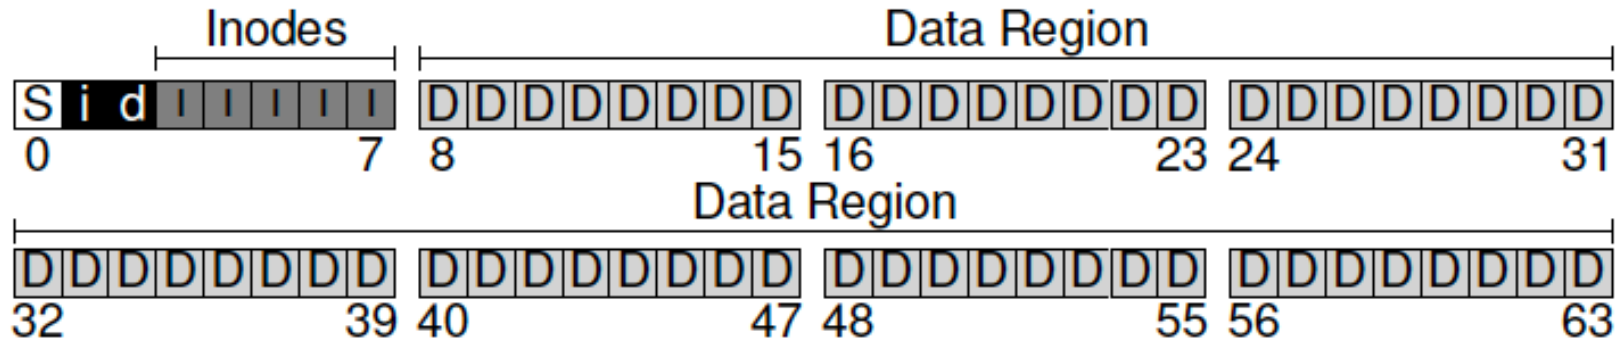 Inodes Data Region
S i d I I I I I D D D D D D D D D D D D D D D D D D D D D D D D
0 7 8 15 16 23 24 31
Data Region
D D D D D D D D D D D D D D D D D D D D D D D D D D D D D D D D
32 39 40 47 48 55 56 63